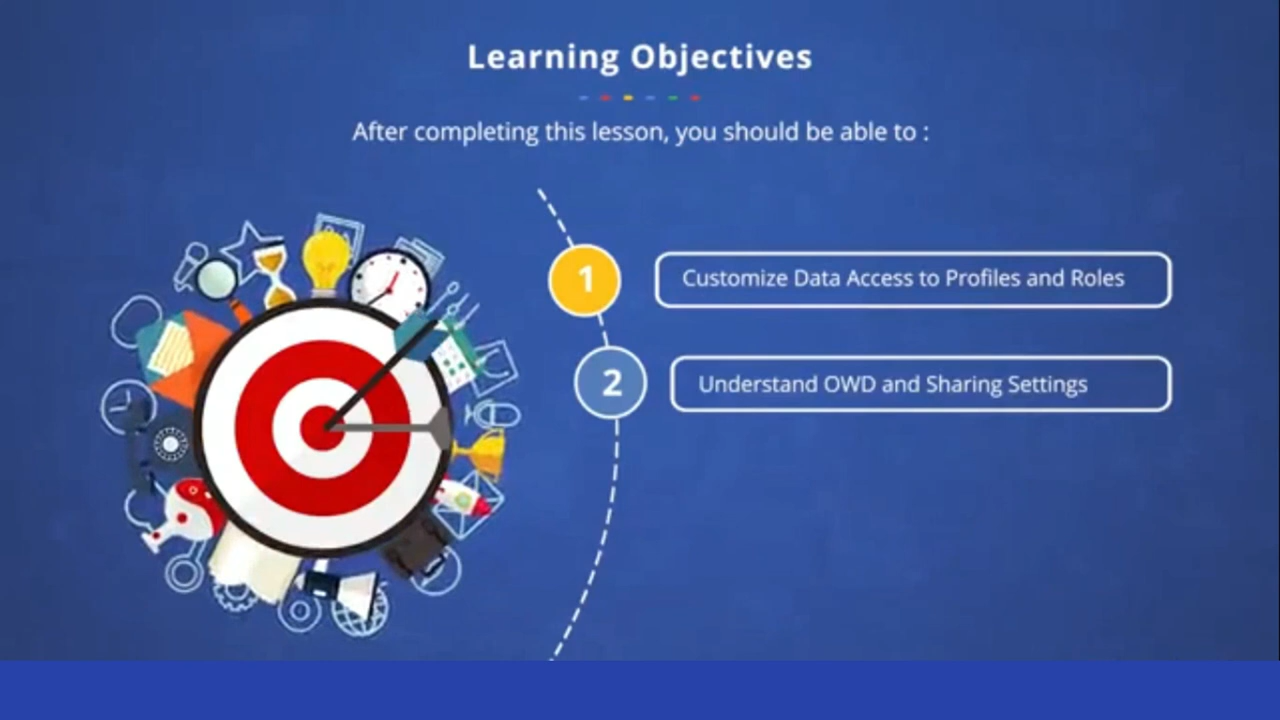 Learning Objectives
After completing this lesson, you should be able to :
1
Customize Data Access to Profiles and Roles
2
Understand OWD and Sharing Settings